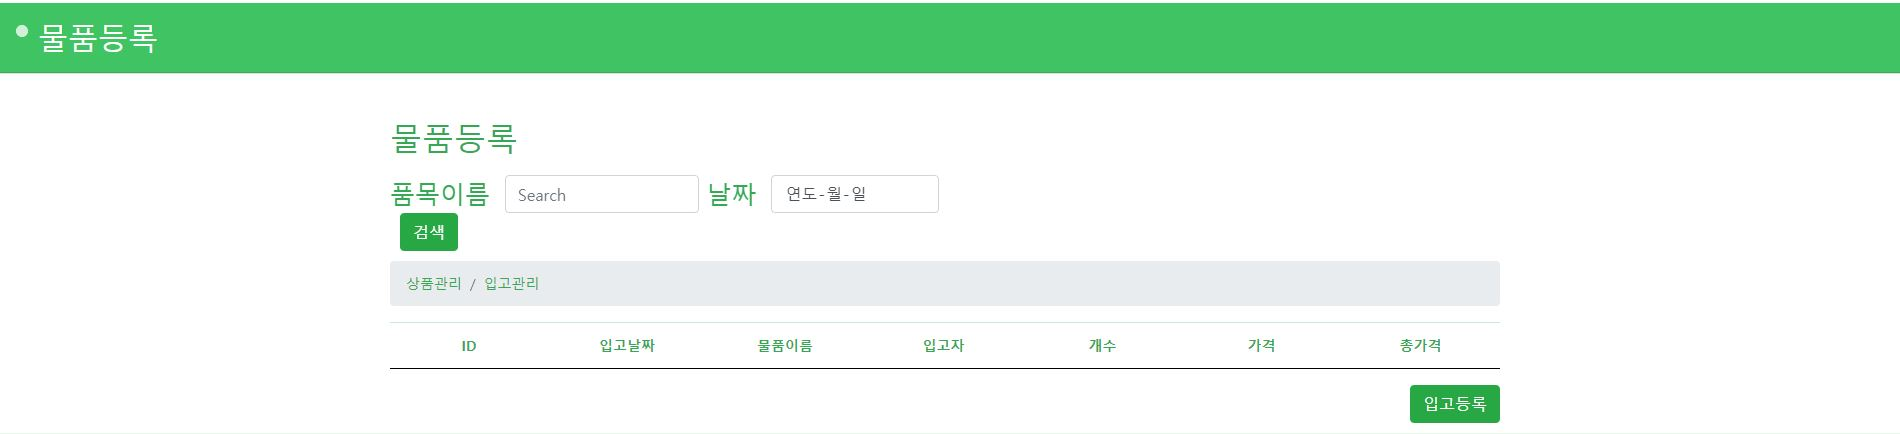 물품등록
물품등록
품목이름 Search 날짜 연도-월-일
검색
상품관리 / 입고관리
ID 입고날짜 물품이름 입고자 개수 가격 총가격
입고등록